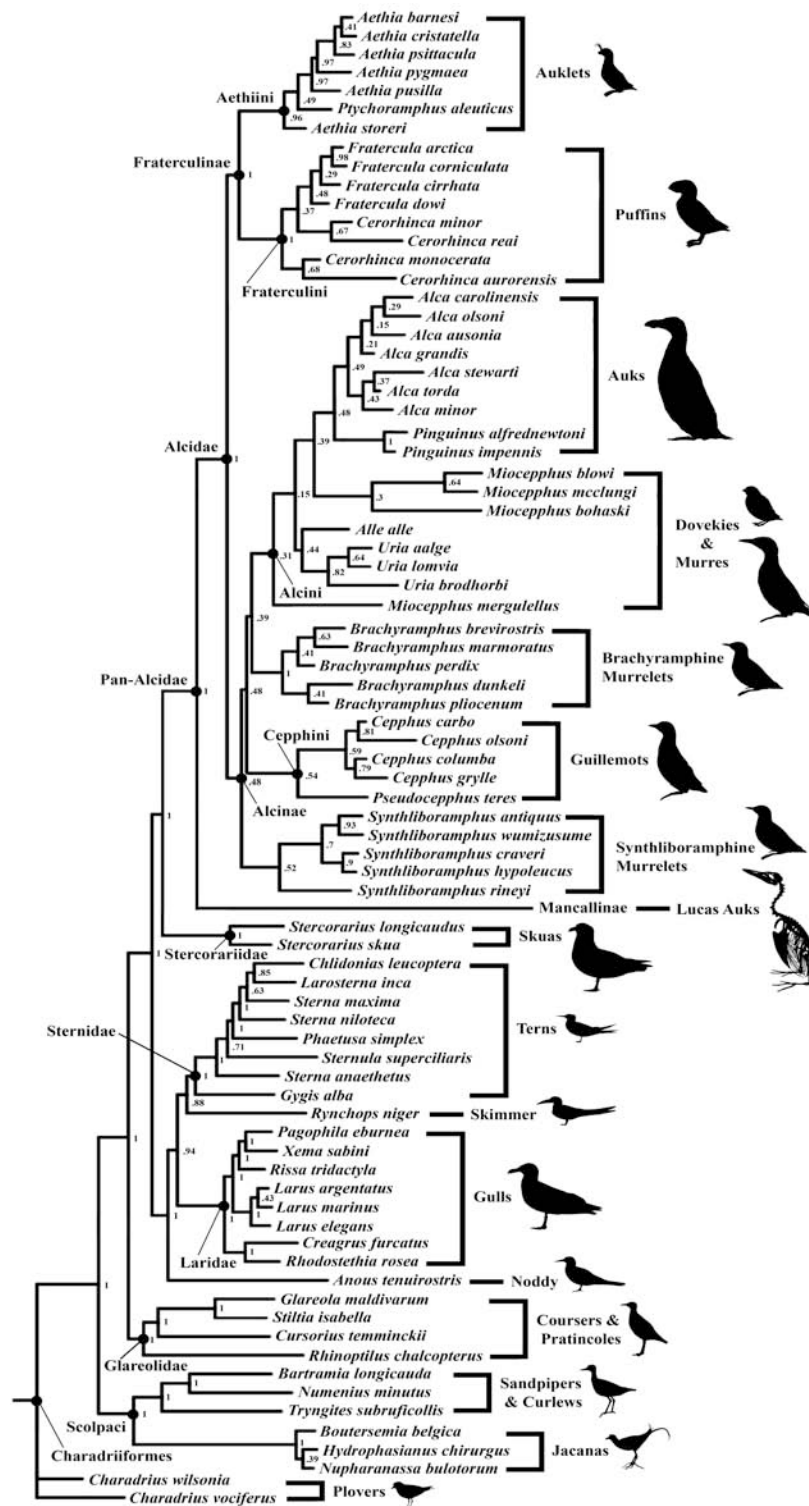 Aethia barnesi
Aethia cristatella
Aethia psittacula
Aethia pygmaea
Aethia pusilla
Ptychoramphus aleuticus
Aethia storeri
Auklets
Aethiini
.41
.83
.97
.97
.49
.96
Fraterculinae
1
Fratercula arctica
Fratercula corniculata
Fratercula cirrhata
Fratercula dowi
Cerorhinca minor
Cerorhinca reai
Cerorhinca monocerata
Cerorhinca aurorensis
Puffins
.98
.29
.48
.37
.67
1
.68
Fraterculini
Alca carolinensis
Alca olsoni
Alca ausonia
Alca grandis
Alca stewarti
Alca torda
Alca minor
Pinguinus alfrednewtoni
Pinguinus impennis
Auks
.29
.15
.21
.49
.37
.43
.48
1
.39
Alcidae
1
Miocepphus blowi
Miocepphus mcclungi
Miocepphus bohaski
Alle alle
Uria aalge
Uria lomvia
Uria brodhorbi
Miocepphus mergulellus
Dovekies
&
Murres
.64
.3
.15
.44
.64
.82
.31
Alcini
.39
Brachyramphus brevirostris
Brachyramphus marmoratus
Brachyramphus perdix
Brachyramphus dunkeli
Brachyramphus pliocenum
Brachyramphine
Murrelets
.63
.41
1
.41
.48
Pan-Alcidae
1
Cepphus carbo
Cepphus olsoni
Cepphus columba
Cepphus grylle
Pseudocepphus teres
Guillemots
Cepphini
.81
.59
.79
.54
.48
Alcinae
Synthliboramphus antiquus
Synthliboramphus wumizusume
Synthliboramphus craveri
Synthliboramphus hypoleucus
Synthliboramphus rineyi
Synthliboramphine
Murrelets
.93
.7
.9
.52
1
Mancallinae
Lucas Auks
Stercorarius longicaudus
Stercorarius skua
Skuas
1
Stercorariidae
1
Chlidonias leucoptera
Larosterna inca
Sterna maxima
Sterna niloteca
Phaetusa simplex
Sternula superciliaris
Sterna anaethetus
Gygis alba
Terns
.85
.63
1
1
.71
1
1
Sternidae
.88
Rynchops niger
Skimmer
.94
Pagophila eburnea
Xema sabini
Rissa tridactyla
Larus argentatus
Larus marinus
Larus elegans
Creagrus furcatus
Rhodostethia rosea
Gulls
1
1
1
.43
1
1
1
1
Laridae
1
Anous tenuirostris
Noddy
1
Glareola maldivarum
Stiltia isabella
Cursorius temminckii
Rhinoptilus chalcopterus
Coursers &
Pratincoles
1
1
1
Glareolidae
1
Bartramia longicauda
Numenius minutus
Tryngites subruficollis
Sandpipers
& Curlews
1
1
1
Scolpaci
Boutersemia belgica
Hydrophasianus chirurgus
Nupharanassa bulotorum
Jacanas
1
.39
Charadriiformes
Charadrius wilsonia
Charadrius vociferus
Plovers